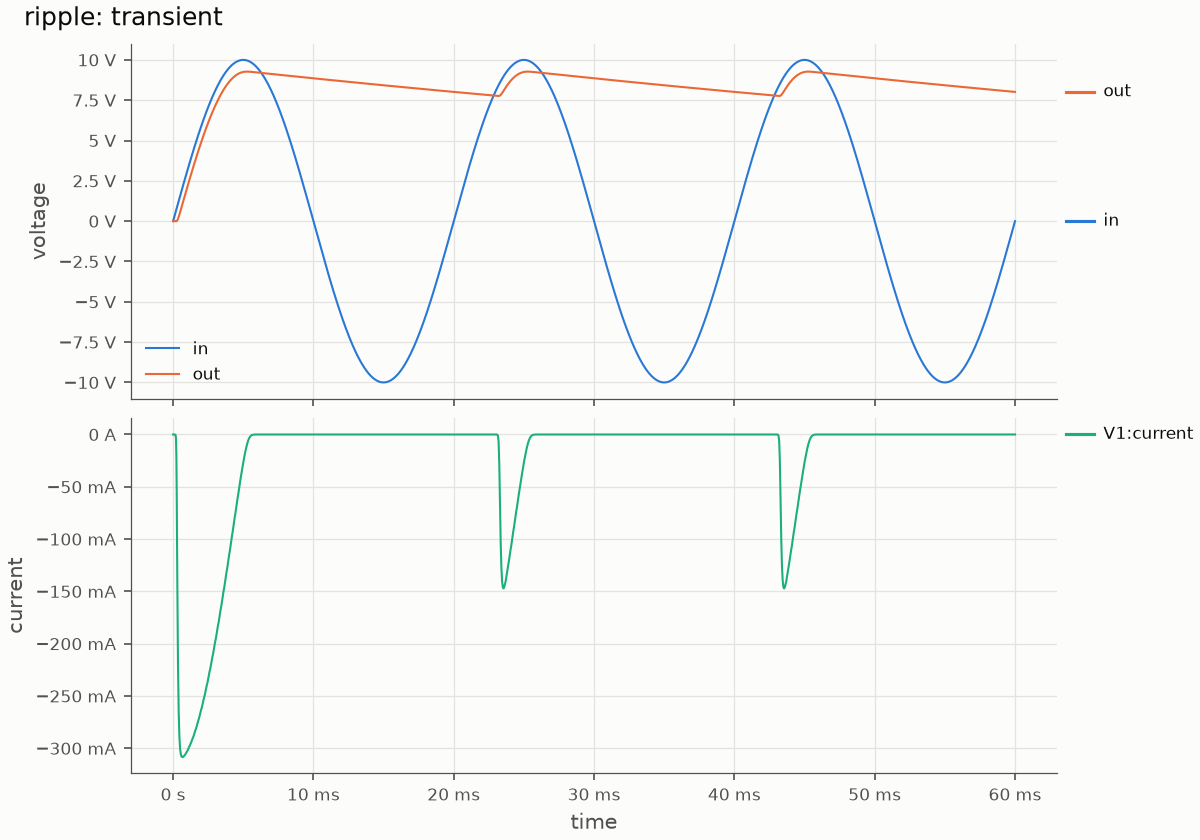 ripple: transient
10 V
7.5 V
5 V
2.5 V
0 V
−2.5 V
−5 V
−7.5 V
−10 V
voltage
in
out
out
in
0 A
−50 mA
−100 mA
−150 mA
−200 mA
−250 mA
−300 mA
current
V1:current
0 s
10 ms
20 ms
30 ms
40 ms
50 ms
60 ms
time